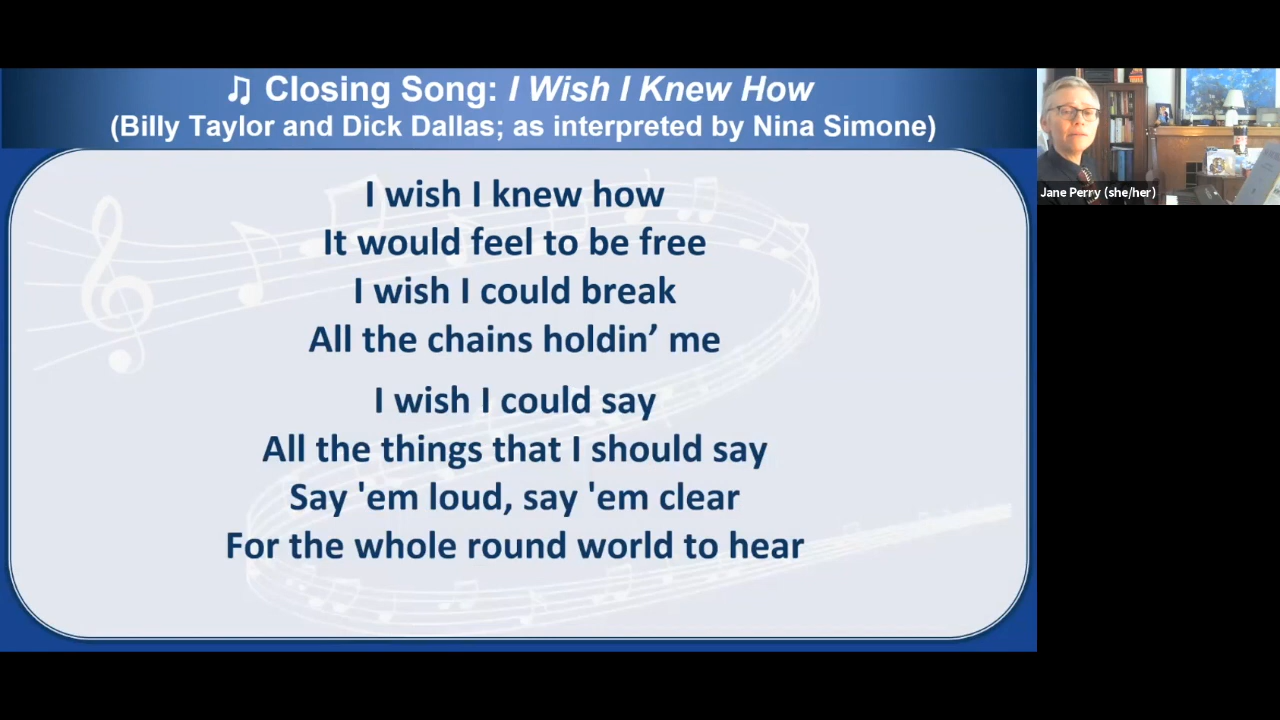 ♫ Closing Song: I Wish I Knew How
(Billy Taylor and Dick Dallas; as interpreted by Nina Simone)
I wish I knew how
It would feel to be free
I wish I could break
All the chains holdin’ me
I wish I could say
All the things that I should say
Say 'em loud, say 'em clear
For the whole round world to hear
Jane Perry (she/her)